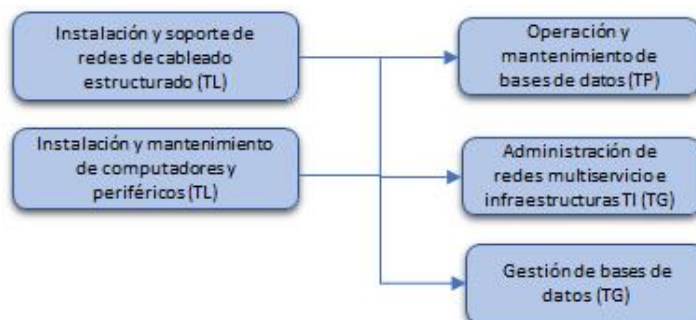 Instalación y soporte de
redes de cableado
estructurado (TL)
Instalación y mantenimiento
de computadores y
periféricos (TL)
Operación y
mantenimiento de
bases de datos (TP)
Administración de
redes multiservicio e
infraestructuras TI (TG)
Gestión de bases de
datos (TG)